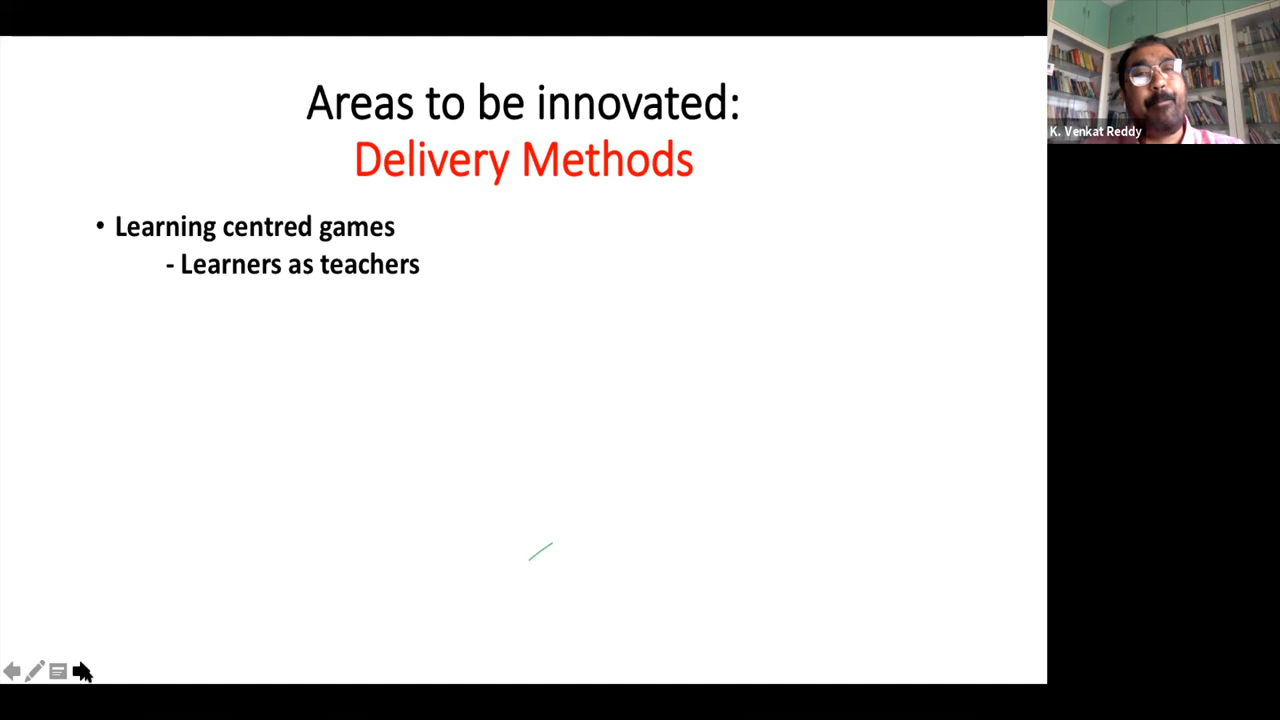 Areas to be innovated:
Delivery Methods
• Learning centred games
- Learners as teachers
K. Venkat Reddy